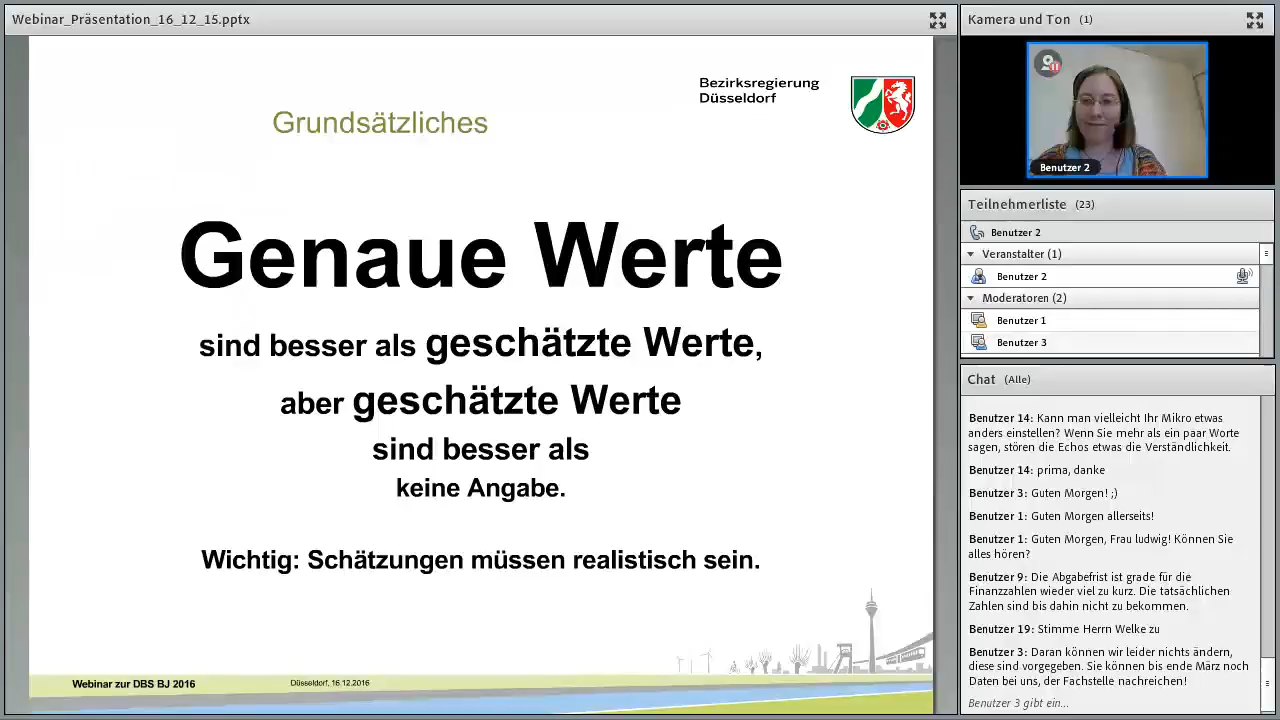 Webinar_Präsentation_16_12_15.pptx
Bezirksregierung
Düsseldorf
Grundsätzliches
Genaue Werte
sind besser als geschätzte Werte,
aber geschätzte Werte
sind besser als
keine Angabe.
Wichtig: Schätzungen müssen realistisch sein.
Webinar zur DBS BJ 2016
Düsseldorf, 16.12.2016
Kamera und Ton (1)
Benutzer 2
Teilnehmerliste (23)
Benutzer 2
Veranstalter (1)
Benutzer 2
Moderatoren (2)
Benutzer 1
Benutzer 3
Chat (Alle)
Benutzer 14: Kann man vielleicht Ihr Mikro etwas
anders einstellen? Wenn Sie mehr als ein paar Worte
sagen, stören die Echos etwas die Verständlichkeit.
Benutzer 14: prima, danke
Benutzer 3: Guten Morgen! ;)
Benutzer 1: Guten Morgen allerseits!
Benutzer 1: Guten Morgen, Frau ludwig! Können Sie
alles hören?
Benutzer 9: Die Abgabefrist ist grade für die
Finanzzahlen wieder viel zu kurz. Die tatsächlichen
Zahlen sind bis dahin nicht zu bekommen.
Benutzer 19: Stimme Herrn Welke zu
Benutzer 3: Daran können wir leider nichts ändern,
diese sind vorgegeben. Sie können bis ende März noch
Daten bei uns, der Fachstelle nachreichen!
Benutzer 3 gibt ein...